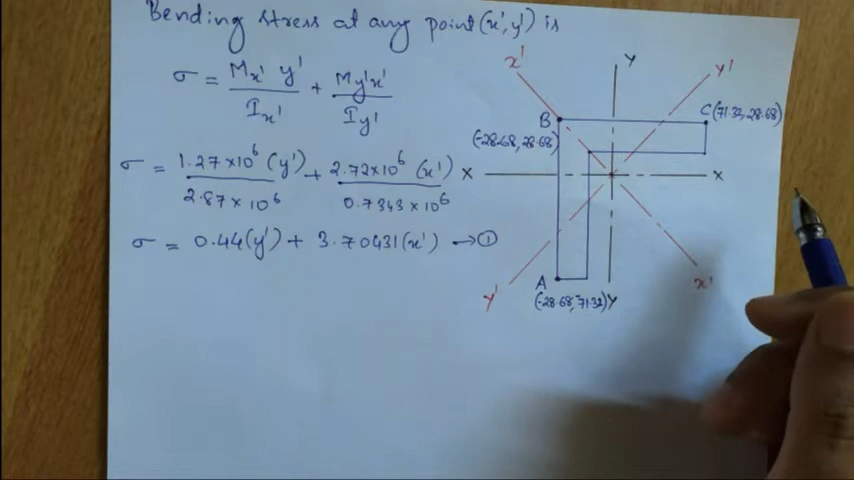 Bending stress at any point (x', y') is
σ = Mx' y' / Ix' + My' x' / Iy'
σ = 1.27 × 10⁶ (y') / 2.87 × 10⁶ + 2.72 × 10⁶ (x') / 0.7343 × 10⁶
σ = 0.44(y') + 3.70431(x') → ①
x'
Y
y'
B
(-28.68, 28.68)
C (71.32, 28.68)
X
X
A
(-28.68, -71.32)
Y
y'
x'